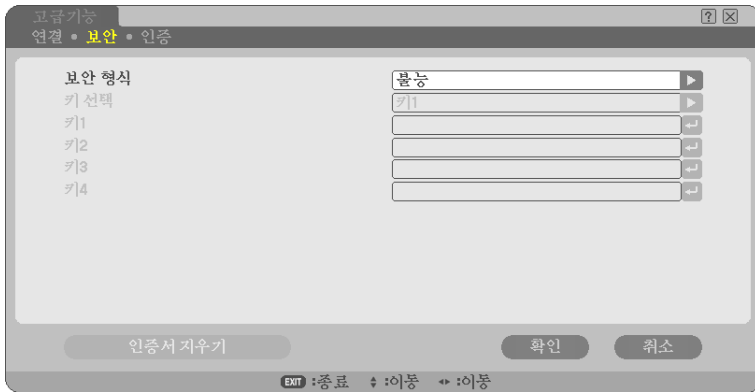 고급기능
연결 • 보안 • 인증
보안 형식 불능
키 선택 키1
키1
키2
키3
키4
인증서 지우기 확인 취소
EXIT :종료 :이동 :이동